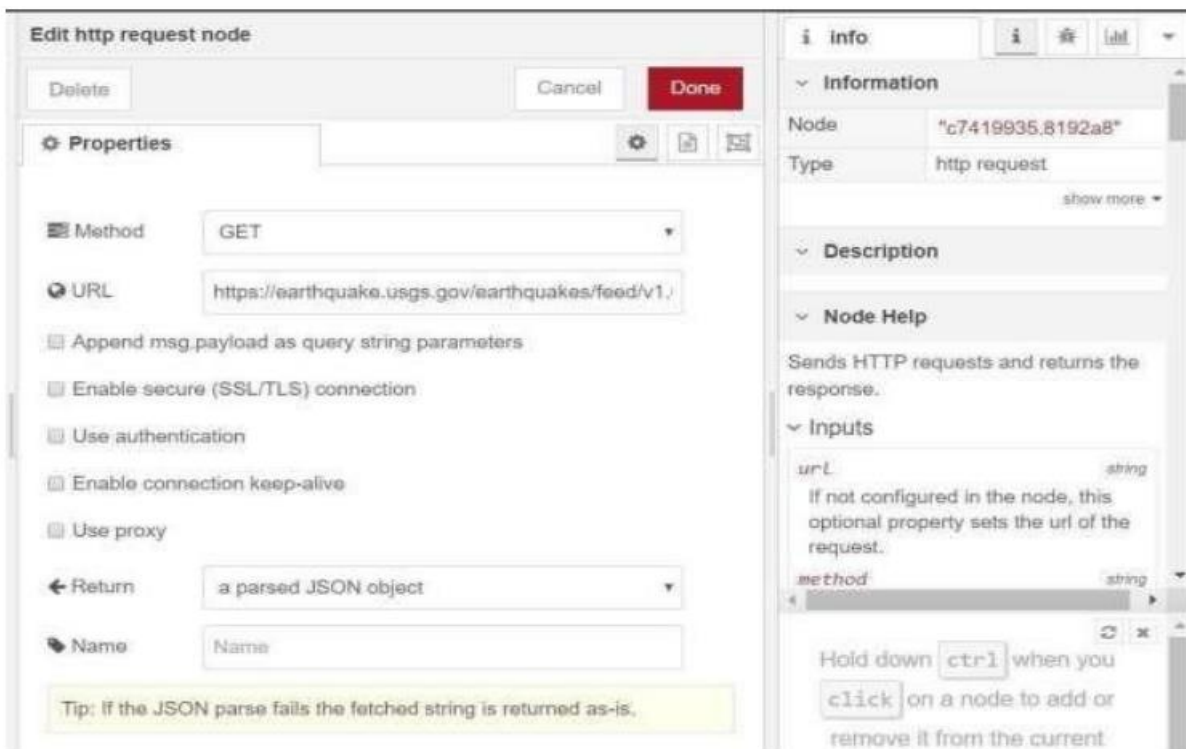 Edit http request node
Delete
Cancel
Done
Properties
Method
GET
URL
https://earthquake.usgs.gov/earthquakes/feed/v1.
Append msg.payload as query string parameters
Enable secure (SSL/TLS) connection
Use authentication
Enable connection keep-alive
Use proxy
Return
a parsed JSON object
Name
Name
Tip: If the JSON parse fails the fetched string is returned as-is.
i info
i
Information
Node "c7419935.8192a8"
Type http request
show more
Description
Node Help
Sends HTTP requests and returns the
response.
Inputs
url string
If not configured in the node, this
optional property sets the url of the
request.
method string
Hold down ctrl when you
click on a node to add or
remove it from the current